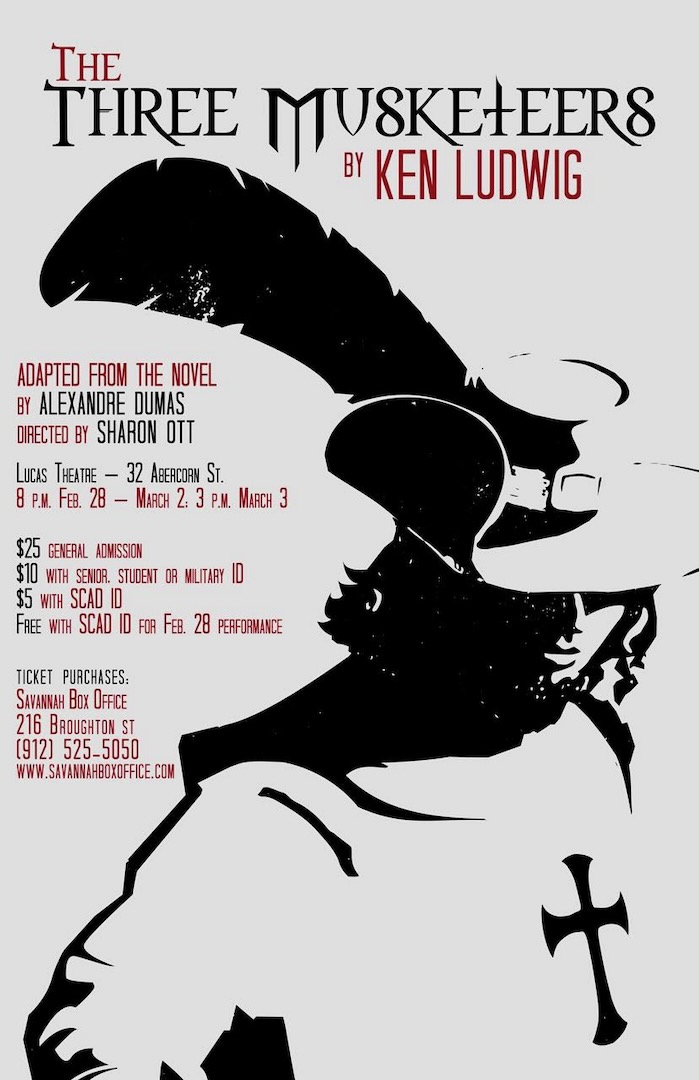 The
Three Musketeers
by Ken Ludwig
Adapted from the novel
by Alexandre Dumas
Directed by Sharon Ott
Lucas Theatre – 32 Abercorn St.
8 p.m. Feb. 28 – March 2; 3 p.m. March 3
$25 general admission
$10 with senior, student or military ID
$5 with SCAD ID
Free with SCAD ID for Feb. 28 performance
ticket purchases:
Savannah Box Office
216 Broughton st
(912) 525-5050
www.savannahboxoffice.com